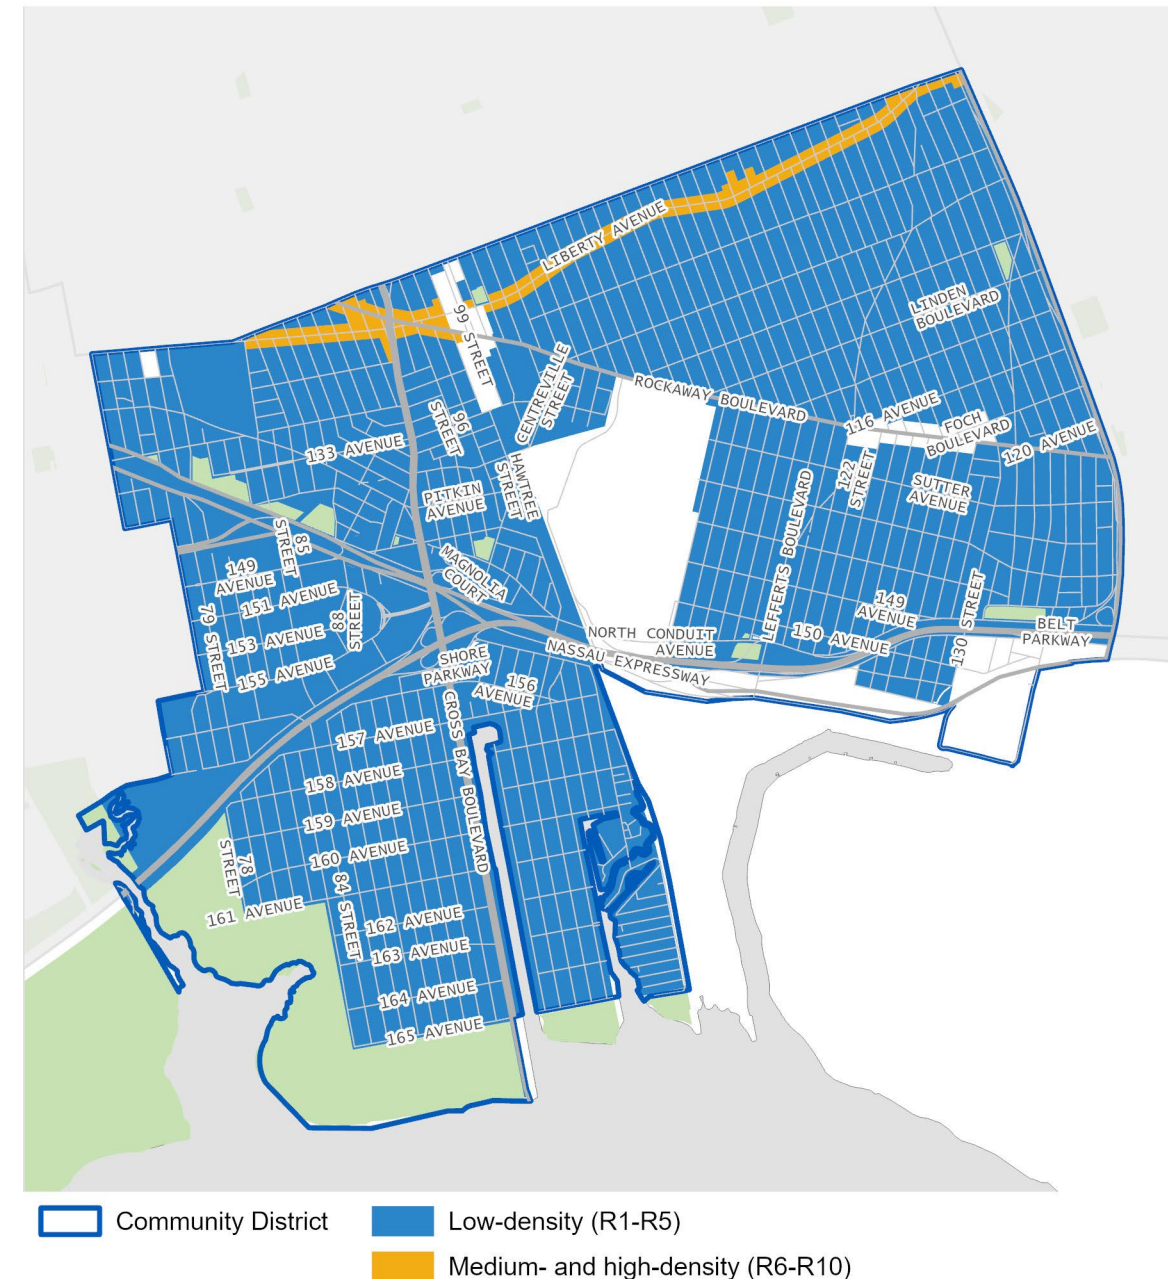 LIBERTY AVENUE
LINDEN
BOULEVARD
99 STREET
CENTREVILLE
STREET
ROCKAWAY BOULEVARD
96
STREET
116 AVENUE
FOCH
BOULEVARD
120 AVENUE
133 AVENUE
HAWTREE
STREET
122
STREET
SUTTER
AVENUE
PITKIN
AVENUE
LEFFERTS BOULEVARD
85
STREET
MAGNOLIA
COURT
149
AVENUE
151 AVENUE
79 STREET
88
STREET
153 AVENUE
155 AVENUE
149
AVENUE
130 STREET
150 AVENUE
BELT
PARKWAY
NORTH CONDUIT
AVENUE
NASSAU EXPRESSWAY
SHORE
PARKWAY
156
AVENUE
CROSS BAY BOULEVARD
157 AVENUE
158 AVENUE
159 AVENUE
160 AVENUE
78
STREET
84 STREET
161 AVENUE
162 AVENUE
163 AVENUE
164 AVENUE
165 AVENUE
Community District
Low-density (R1-R5)
Medium- and high-density (R6-R10)